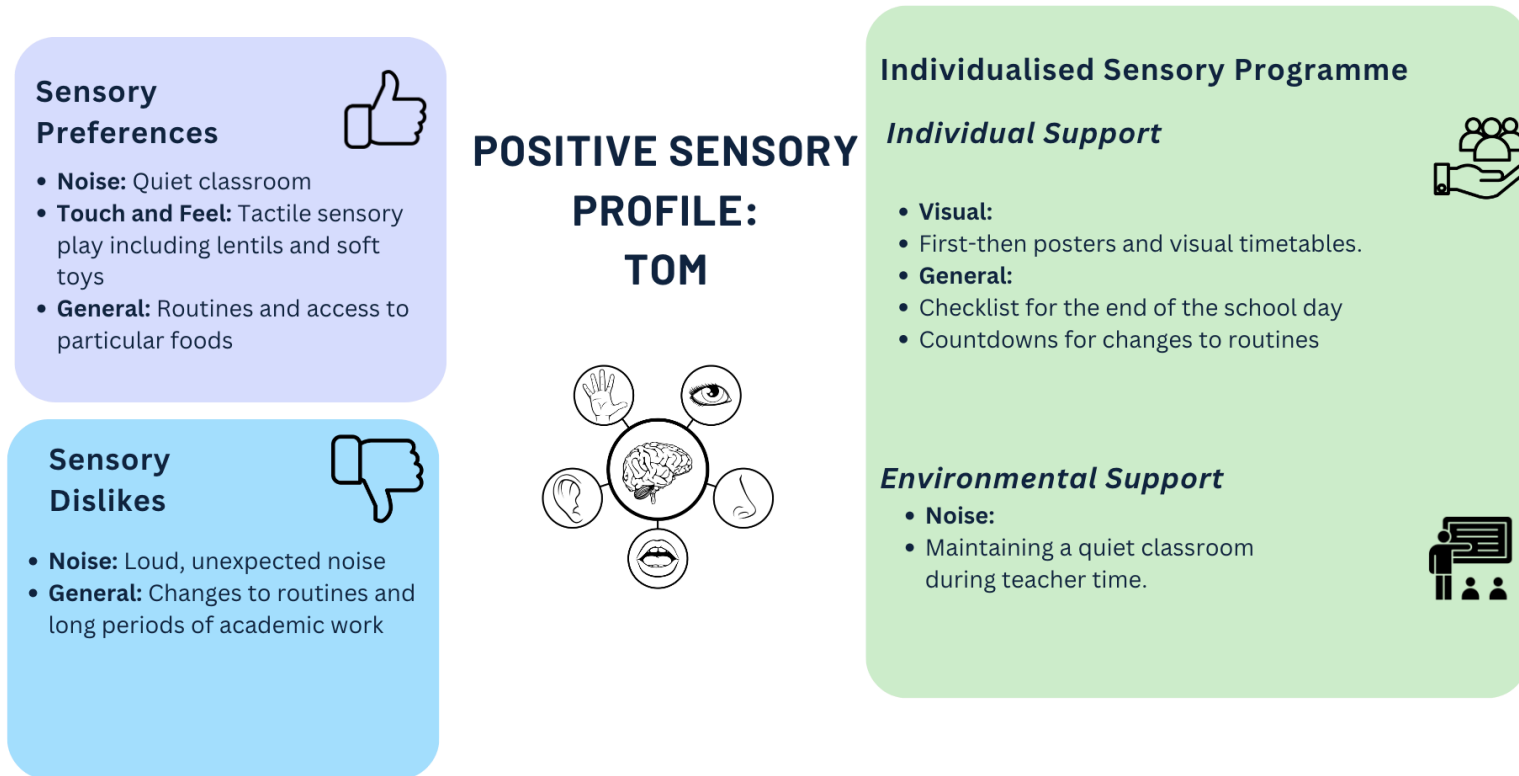 Sensory
Preferences
• Noise: Quiet classroom
• Touch and Feel: Tactile sensory
play including lentils and soft
toys
• General: Routines and access to
particular foods
Sensory
Dislikes
• Noise: Loud, unexpected noise
• General: Changes to routines and
long periods of academic work
POSITIVE SENSORY
PROFILE:
TOM
Individualised Sensory Programme
Individual Support
• Visual:
• First-then posters and visual timetables.
• General:
• Checklist for the end of the school day
• Countdowns for changes to routines
Environmental Support
• Noise:
• Maintaining a quiet classroom
during teacher time.